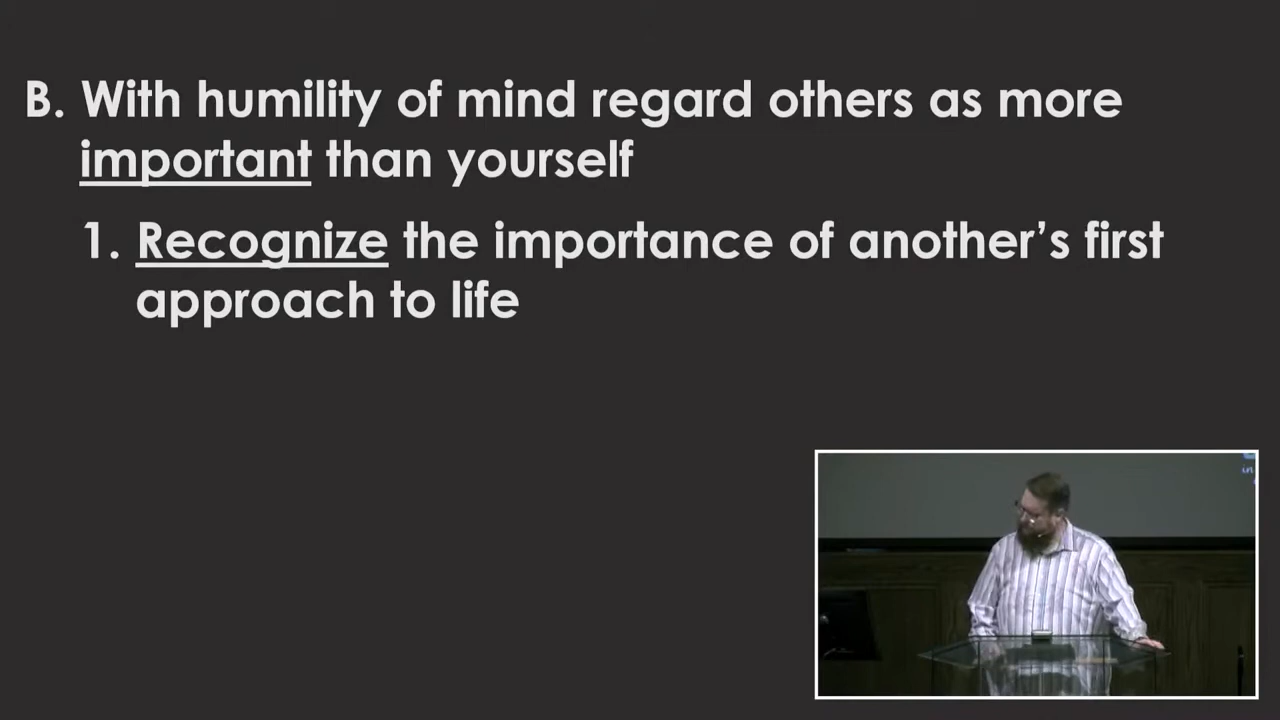 B. With humility of mind regard others as more
important than yourself
1. Recognize the importance of another’s first
approach to life
in